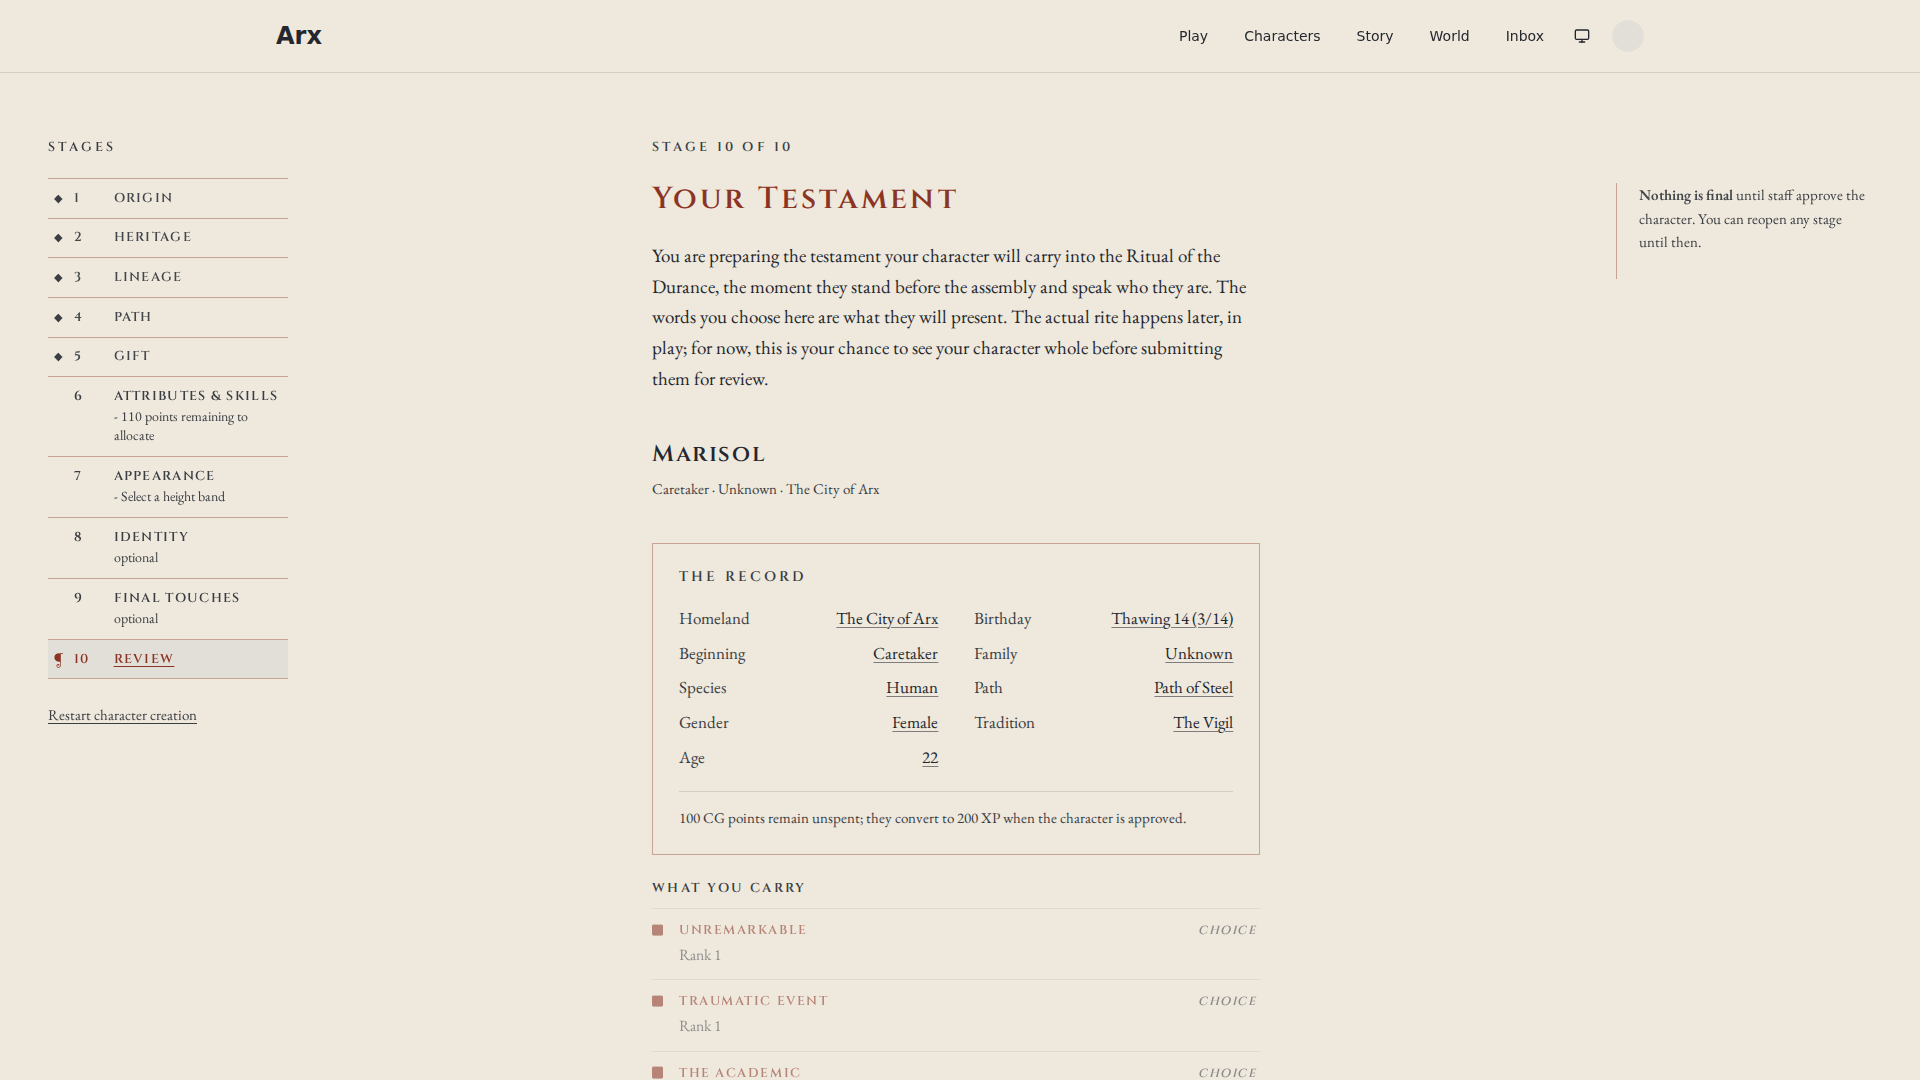 Arx
Play
Characters
Story
World
Inbox
STAGES
◆ 1 ORIGIN
◆ 2 HERITAGE
◆ 3 LINEAGE
◆ 4 PATH
◆ 5 GIFT
6 ATTRIBUTES & SKILLS
- 110 points remaining to
allocate
7 APPEARANCE
- Select a height band
8 IDENTITY
optional
9 FINAL TOUCHES
optional
¶ 10 REVIEW
Restart character creation
STAGE 10 OF 10
YOUR TESTAMENT
You are preparing the testament your character will carry into the Ritual of the
Durance, the moment they stand before the assembly and speak who they are. The
words you choose here are what they will present. The actual rite happens later, in
play; for now, this is your chance to see your character whole before submitting
them for review.
MARISOL
Caretaker · Unknown · The City of Arx
THE RECORD
Homeland The City of Arx Birthday Thawing 14 (3/14)
Beginning Caretaker Family Unknown
Species Human Path Path of Steel
Gender Female Tradition The Vigil
Age 22
100 CG points remain unspent; they convert to 200 XP when the character is approved.
WHAT YOU CARRY
UNREMARKABLE CHOICE
Rank 1
TRAUMATIC EVENT CHOICE
Rank 1
THE ACADEMIC CHOICE
Nothing is final until staff approve the
character. You can reopen any stage
until then.